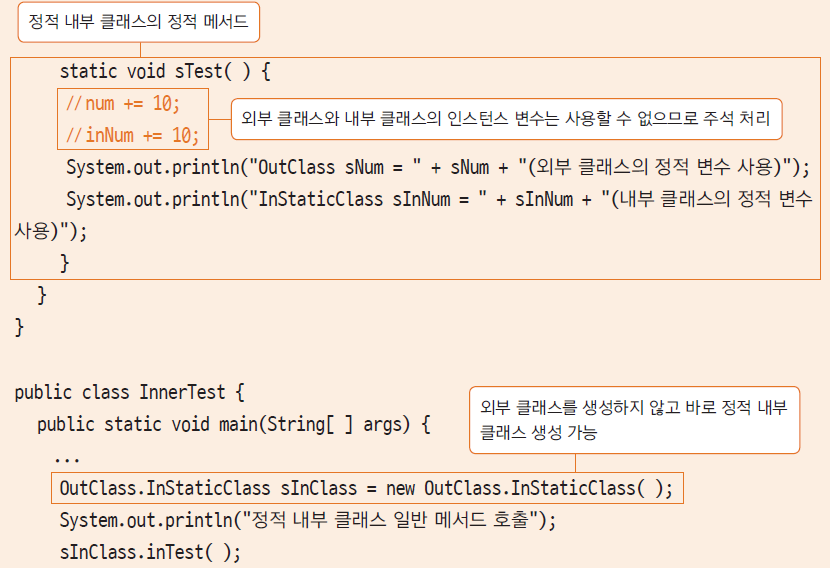 정적 내부 클래스의 정적 메서드
static void sTest( ) {
//num += 10;
//inNum += 10;
외부 클래스와 내부 클래스의 인스턴스 변수는 사용할 수 없으므로 주석 처리
System.out.println("OutClass sNum = " + sNum + "(외부 클래스의 정적 변수 사용)");
System.out.println("InStaticClass sInNum = " + sInNum + "(내부 클래스의 정적 변수
사용)");
}
}
}
public class InnerTest {
public static void main(String[ ] args) {
...
외부 클래스를 생성하지 않고 바로 정적 내부
클래스 생성 가능
OutClass.InStaticClass sInClass = new OutClass.InStaticClass( );
System.out.println("정적 내부 클래스 일반 메서드 호출");
sInClass.inTest( );